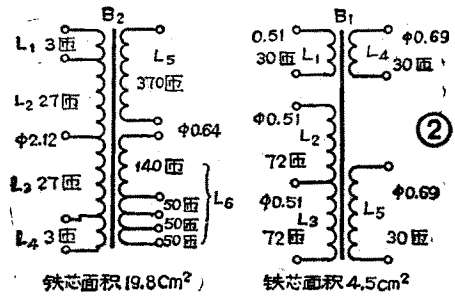 B₂
L₁ 3匝
L₂ 27匝
φ2.12
L₃ 27匝
L₄ 3匝
L₅
370匝
φ0.64
140匝
50匝
50匝
50匝
L₆
铁芯面积19.8Cm²
B₁
0.51
30匝
L₁
L₄
φ0.69
30匝
φ0.51
L₂
72匝
φ0.51
L₃
72匝
L₅
φ0.69
30匝
铁芯面积4.5cm²
②